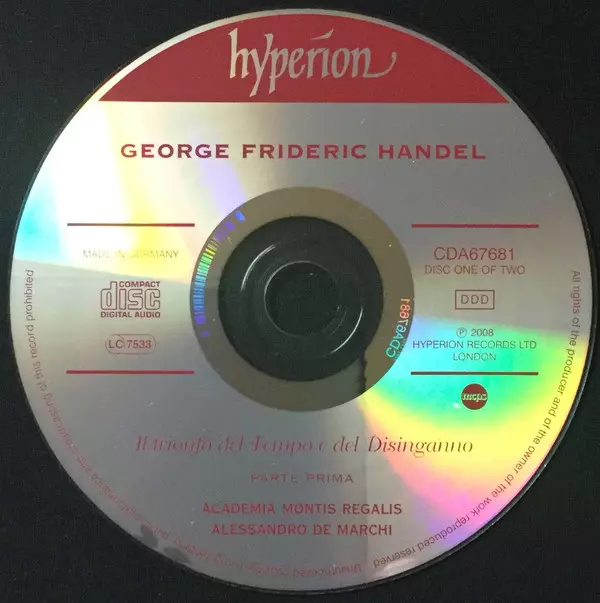 hyperion
GEORGE FRIDERIC HANDEL
MADE IN GERMANY
COMPACT
disc
DIGITAL AUDIO
LC 7533
CDA67681
DISC ONE OF TWO
DDD
℗ 2008
HYPERION RECORDS LTD
LONDON
mcps
CDA67681
Il trionfo del Tempo e del Disinganno
PARTE PRIMA
ACADEMIA MONTIS REGALIS
ALESSANDRO DE MARCHI
All rights of the producer and of the owner of the work reproduced reserved.
of this record prohibited